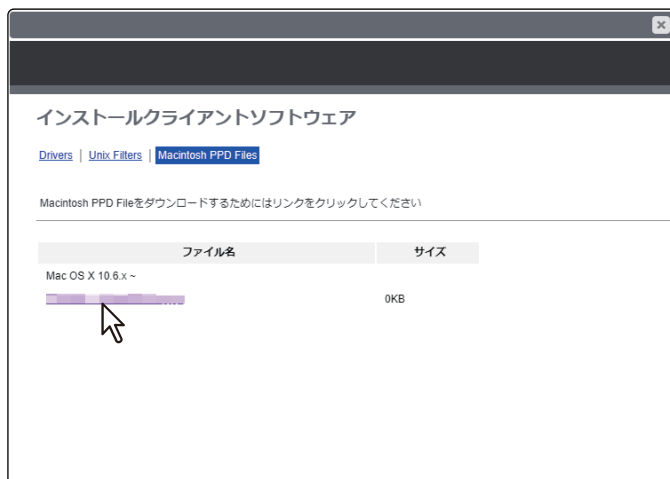 インストールクライアントソフトウェア
Drivers | Unix Filters | Macintosh PPD Files
Macintosh PPD Fileをダウンロードするためにはリンクをクリックしてください
ファイル名 サイズ
Mac OS X 10.6.x ~
0KB